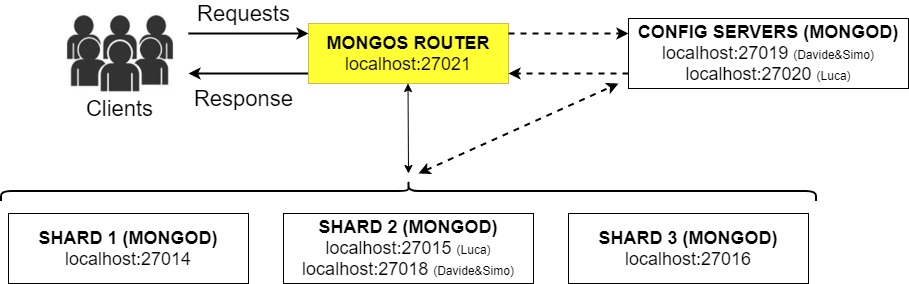 Requests
Response
Clients
MONGOS ROUTER
localhost:27021
CONFIG SERVERS (MONGOD)
localhost:27019 (Davide&Simo)
localhost:27020 (Luca)
SHARD 1 (MONGOD)
localhost:27014
SHARD 2 (MONGOD)
localhost:27015 (Luca)
localhost:27018 (Davide&Simo)
SHARD 3 (MONGOD)
localhost:27016